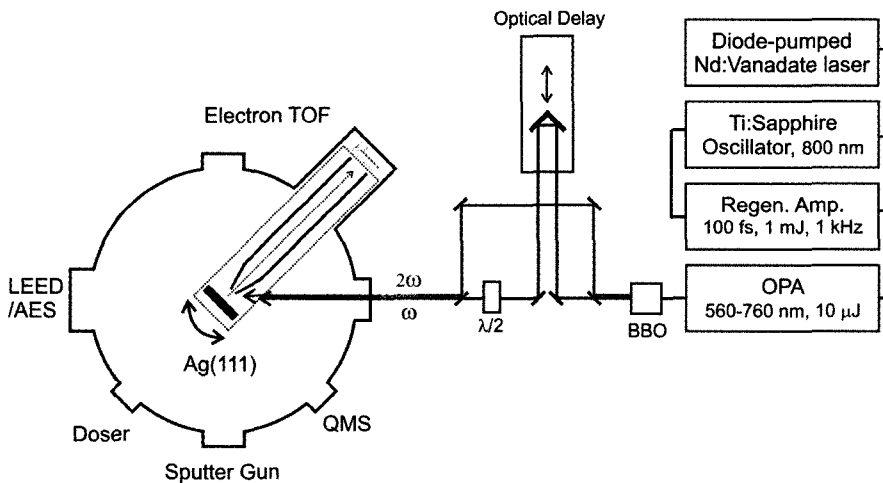 Optical Delay
Diode-pumped
Nd:Vanadate laser
Electron TOF
Ti:Sapphire
Oscillator, 800 nm
Regen. Amp.
100 fs, 1 mJ, 1 kHz
LEED
/AES
2ω
ω
λ/2
BBO
OPA
560-760 nm, 10 μJ
Ag(111)
Doser
QMS
Sputter Gun